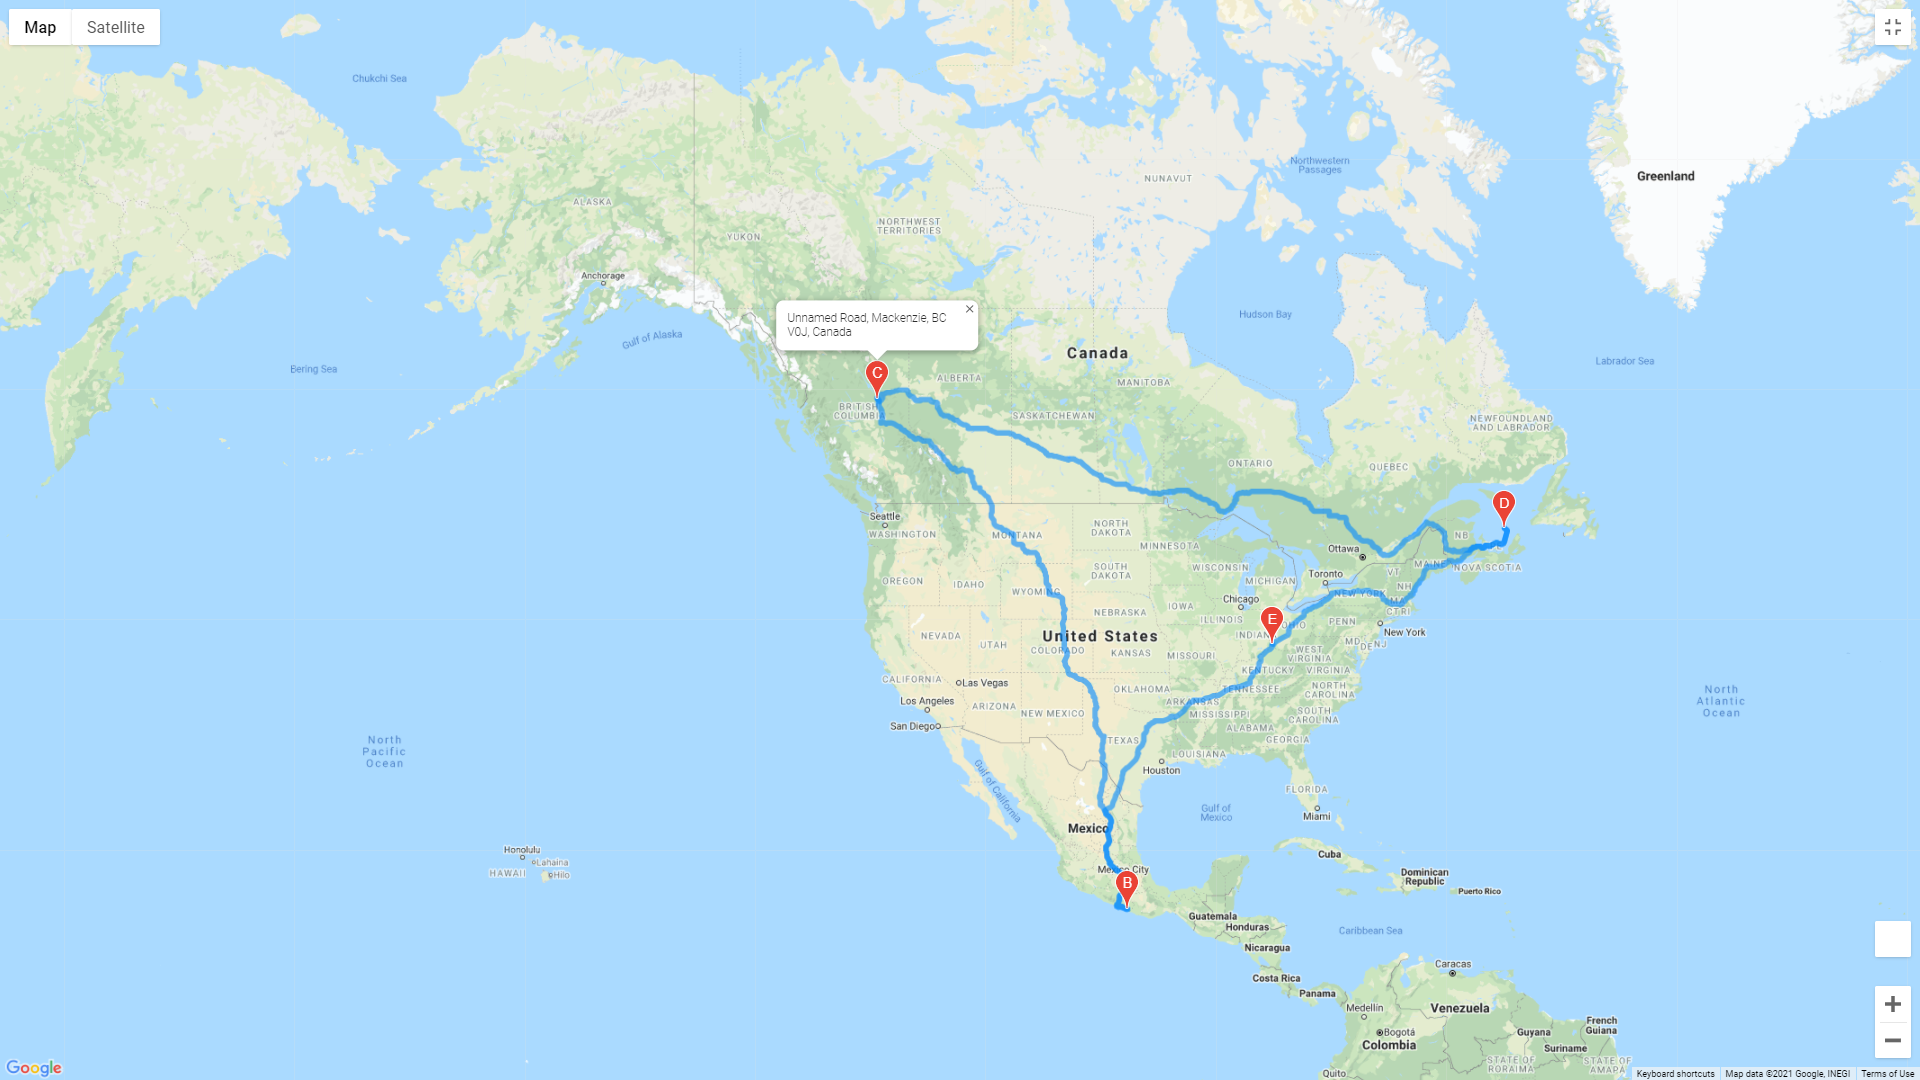 Map
Satellite
Chukchi Sea
Northwestern
Passages
Greenland
NUNAVUT
ALASKA
NORTHWEST
TERRITORIES
YUKON
Anchorage
Hudson Bay
Unnamed Road, Mackenzie, BC
V0J, Canada
Gulf of Alaska
Canada
Labrador Sea
Bering Sea
C
ALBERTA
MANITOBA
BRITISH
COLUMBI
SASKATCHEWAN
NEWFOUNDLAND
AND LABRADOR
ONTARIO
QUEBEC
D
Seattle
WASHINGTON
NORTH
DAKOTA
MONTANA
NB
MINNESOTA
Ottawa
MAINE
NOVA SCOTIA
WISCONSIN
SOUTH
DAKOTA
VT
Toronto
MICHIGAN
OREGON
IDAHO
WYOMING
NH
NEW YORK
MA
Chicago
IOWA
NEBRASKA
CT
RI
ILLINOIS
E
OHIO
PENN
New York
INDIAN
NEVADA
United States
MD
NJ
DE
UTAH
COLORADO
KANSAS
MISSOURI
WEST
VIRGINIA
KENTUCKY
VIRGINIA
CALIFORNIA
Las Vegas
OKLAHOMA
TENNESSEE
NORTH
CAROLINA
North
Atlantic
Ocean
Los Angeles
ARIZONA
NEW MEXICO
ARKANSAS
MISSISSIPPI
SOUTH
CAROLINA
San Diego
ALABAMA
GEORGIA
TEXAS
North
Pacific
Ocean
LOUISIANA
Houston
Gulf of California
FLORIDA
Gulf of
Mexico
Miami
Mexico
Honolulu
Lahaina
HAWAII
Hilo
Cuba
Mexico City
Dominican
Republic
B
Puerto Rico
Guatemala
Honduras
Caribbean Sea
Nicaragua
Caracas
Costa Rica
Panama
Medellín
Venezuela
French
Guiana
Bogotá
Guyana
Colombia
Suriname
STATE OF
RORAIMA
STATE OF
AMAPA
Quito
Google
Keyboard shortcuts
Map data ©2021 Google, INEGI
Terms of Use